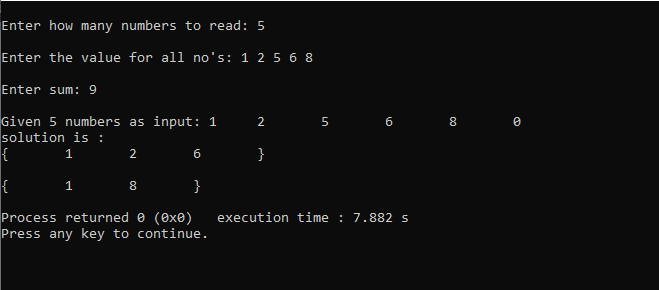 Enter how many numbers to read: 5
Enter the value for all no's: 1 2 5 6 8
Enter sum: 9
Given 5 numbers as input: 1 2 5 6 8 0
solution is :
{ 1 2 6 }
{ 1 8 }
Process returned 0 (0x0) execution time : 7.882 s
Press any key to continue.